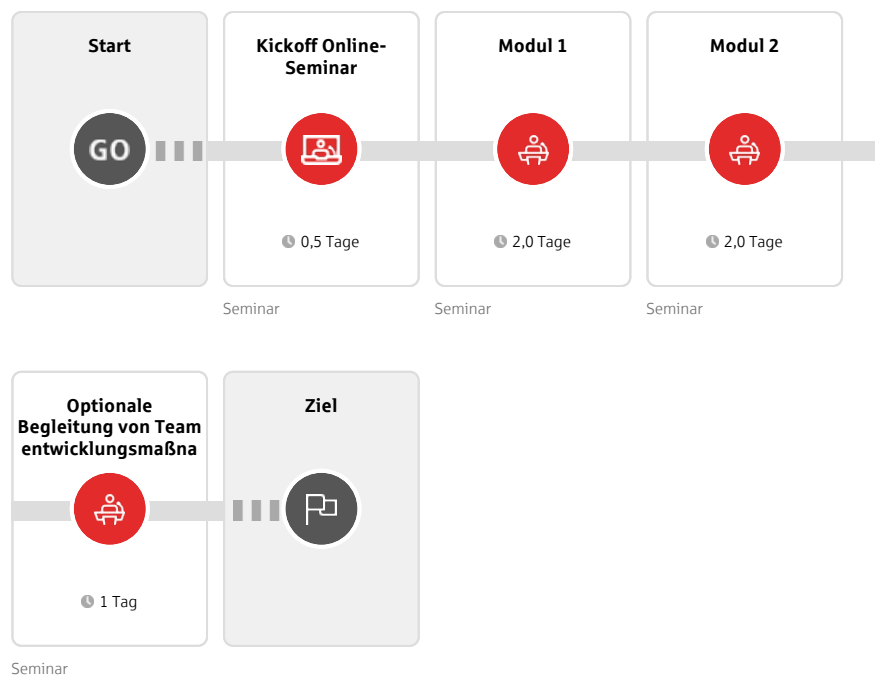 Start
GO
Kickoff Online-
Seminar
0,5 Tage
Seminar
Modul 1
2,0 Tage
Seminar
Modul 2
2,0 Tage
Seminar
Optionale
Begleitung von Team
entwicklungsmaßna
1 Tag
Seminar
Ziel